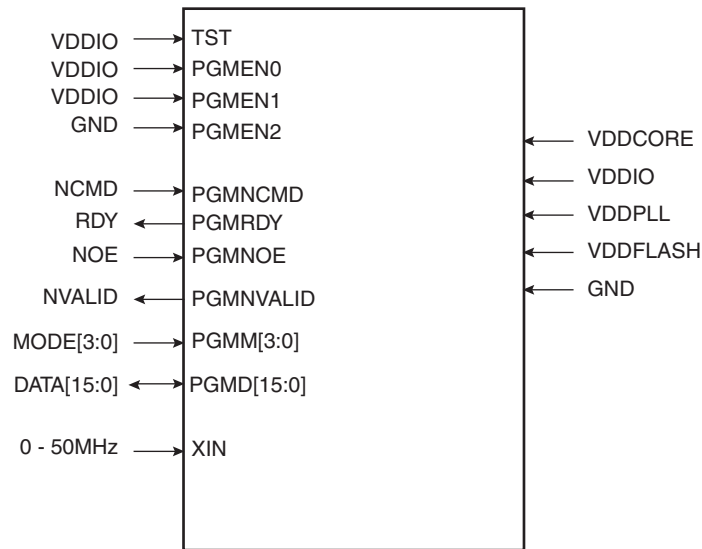 VDDIO TST
VDDIO PGMEN0
VDDIO PGMEN1
GND PGMEN2
VDDCORE
VDDIO
NCMD PGMNCMD
RDY PGMRDY
VDDPLL
NOE PGMNOE
VDDFLASH
NVALID PGMNVALID
GND
MODE[3:0] PGMM[3:0]
DATA[15:0] PGMD[15:0]
0 - 50MHz XIN